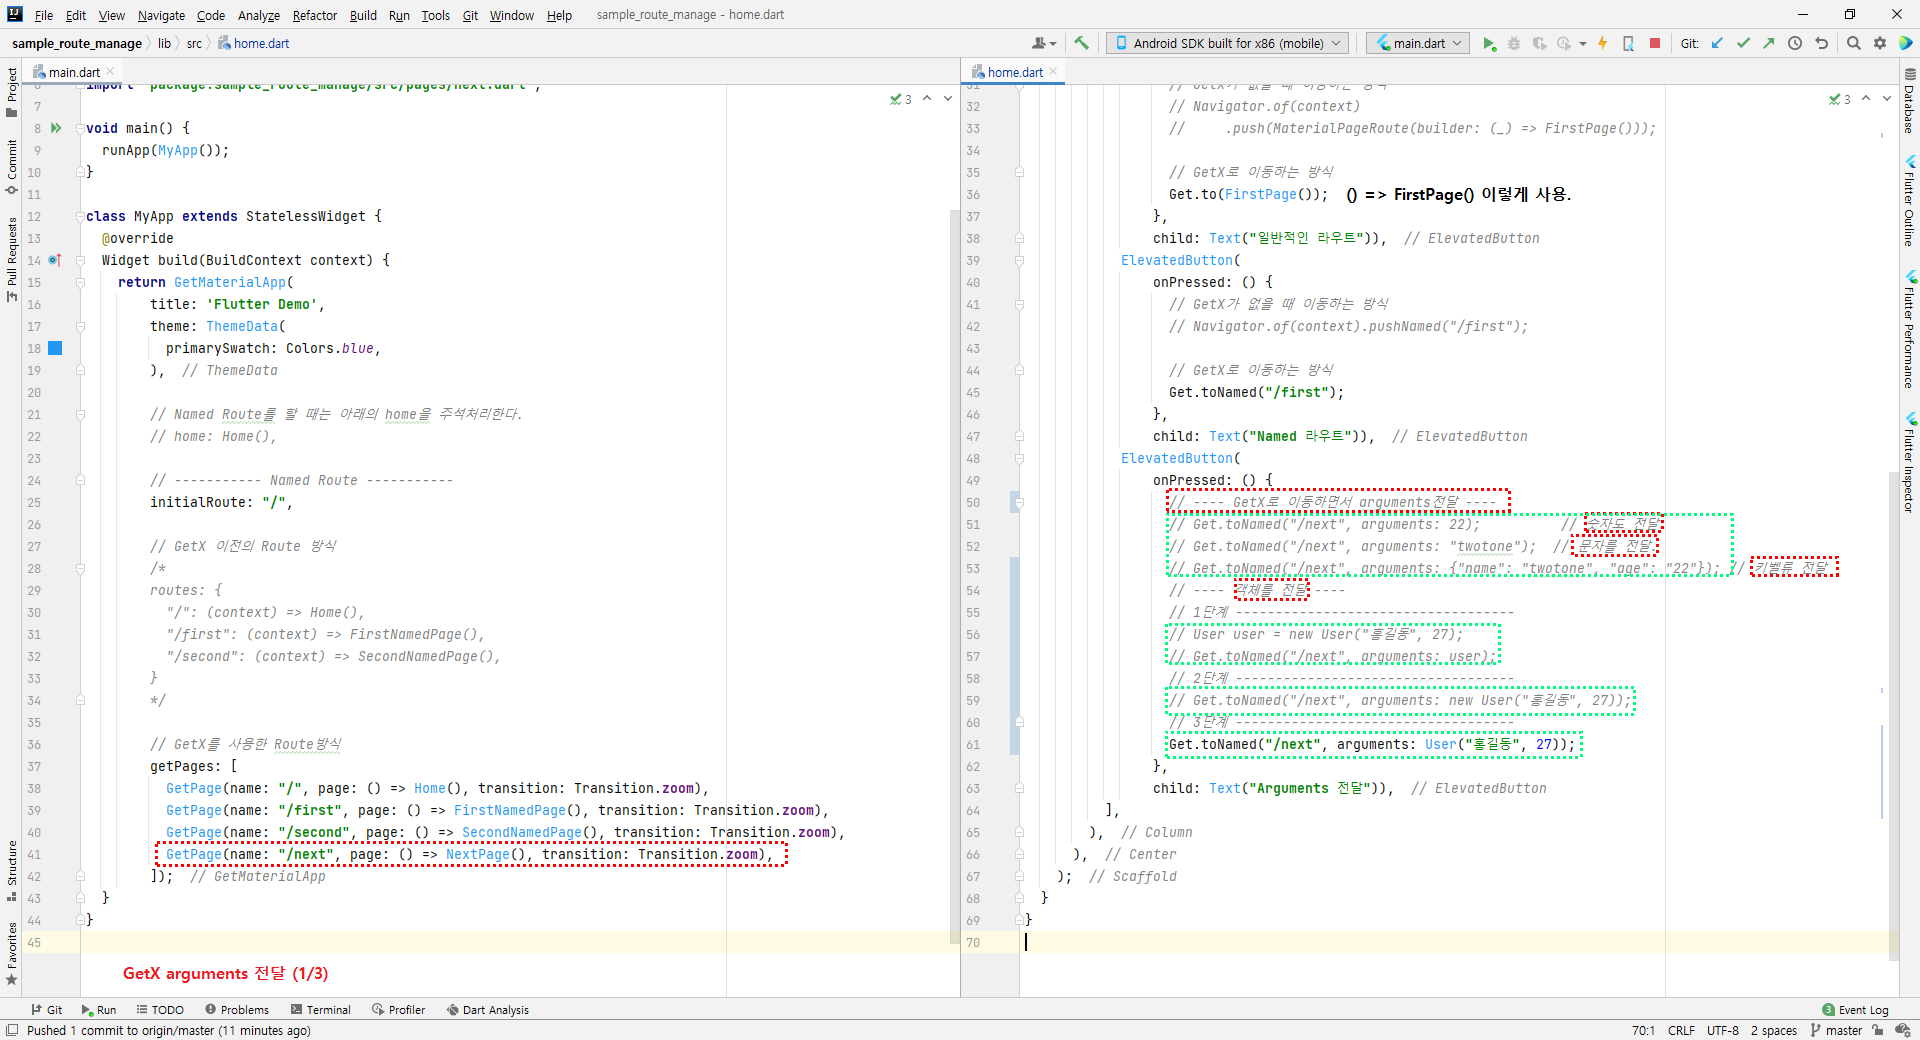 File Edit View Navigate Code Analyze Refactor Build Run Tools Git Window Help sample_route_manage - home.dart
sample_route_manage lib src home.dart
Android SDK built for x86 (mobile) main.dart Git:
main.dart
home.dart
Project
Commit
Pull Requests
Structure
Favorites
6 import 'package:sample_route_manage/src/pages/next.dart';
7
8 void main() {
9 runApp(MyApp());
10 }
11
12 class MyApp extends StatelessWidget {
13 @override
14 Widget build(BuildContext context) {
15 return GetMaterialApp(
16 title: 'Flutter Demo',
17 theme: ThemeData(
18 primarySwatch: Colors.blue,
19 ), // ThemeData
20
21 // Named Route를 할 때는 아래의 home을 주석처리한다.
22 // home: Home(),
23
24 // ----------- Named Route -----------
25 initialRoute: "/",
26
27 // GetX 이전의 Route 방식
28 /*
29 routes: {
30 "/": (context) => Home(),
31 "/first": (context) => FirstNamedPage(),
32 "/second": (context) => SecondNamedPage(),
33 }
34 */
35
36 // GetX를 사용한 Route방식
37 getPages: [
38 GetPage(name: "/", page: () => Home(), transition: Transition.zoom),
39 GetPage(name: "/first", page: () => FirstNamedPage(), transition: Transition.zoom),
40 GetPage(name: "/second", page: () => SecondNamedPage(), transition: Transition.zoom),
41 GetPage(name: "/next", page: () => NextPage(), transition: Transition.zoom),
42 ]); // GetMaterialApp
43 }
44 }
45
3
GetX arguments 전달 (1/3)
31 // GetX가 없을 때 이동하는 방식
32 // Navigator.of(context)
33 // .push(MaterialPageRoute(builder: (_) => FirstPage()));
34
35 // GetX로 이동하는 방식
36 Get.to(FirstPage()); () => FirstPage() 이렇게 사용.
37 },
38 child: Text("일반적인 라우트")), // ElevatedButton
39 ElevatedButton(
40 onPressed: () {
41 // GetX가 없을 때 이동하는 방식
42 // Navigator.of(context).pushNamed("/first");
43
44 // GetX로 이동하는 방식
45 Get.toNamed("/first");
46 },
47 child: Text("Named 라우트")), // ElevatedButton
48 ElevatedButton(
49 onPressed: () {
50 // ---- GetX로 이동하면서 arguments전달 ----
51 // Get.toNamed("/next", arguments: 22); // 숫자도 전달
52 // Get.toNamed("/next", arguments: "twotone"); // 문자를 전달
53 // Get.toNamed("/next", arguments: {"name": "twotone", "age": "22"}); // 키벨류 전달
54 // ---- 객체를 전달 ----
55 // 1단계 -----------------------------------
56 // User user = new User("홍길동", 27);
57 // Get.toNamed("/next", arguments: user);
58 // 2단계 -----------------------------------
59 // Get.toNamed("/next", arguments: new User("홍길동", 27));
60 // 3단계 -----------------------------------
61 Get.toNamed("/next", arguments: User("홍길동", 27));
62 },
63 child: Text("Arguments 전달")), // ElevatedButton
64 ],
65 ), // Column
66 ), // Center
67 ); // Scaffold
68 }
69 }
70
3
Database
Flutter Outline
Flutter Performance
Flutter Inspector
Git Run TODO Problems Terminal Profiler Dart Analysis 3 Event Log
Pushed 1 commit to origin/master (11 minutes ago) 70:1 CRLF UTF-8 2 spaces master